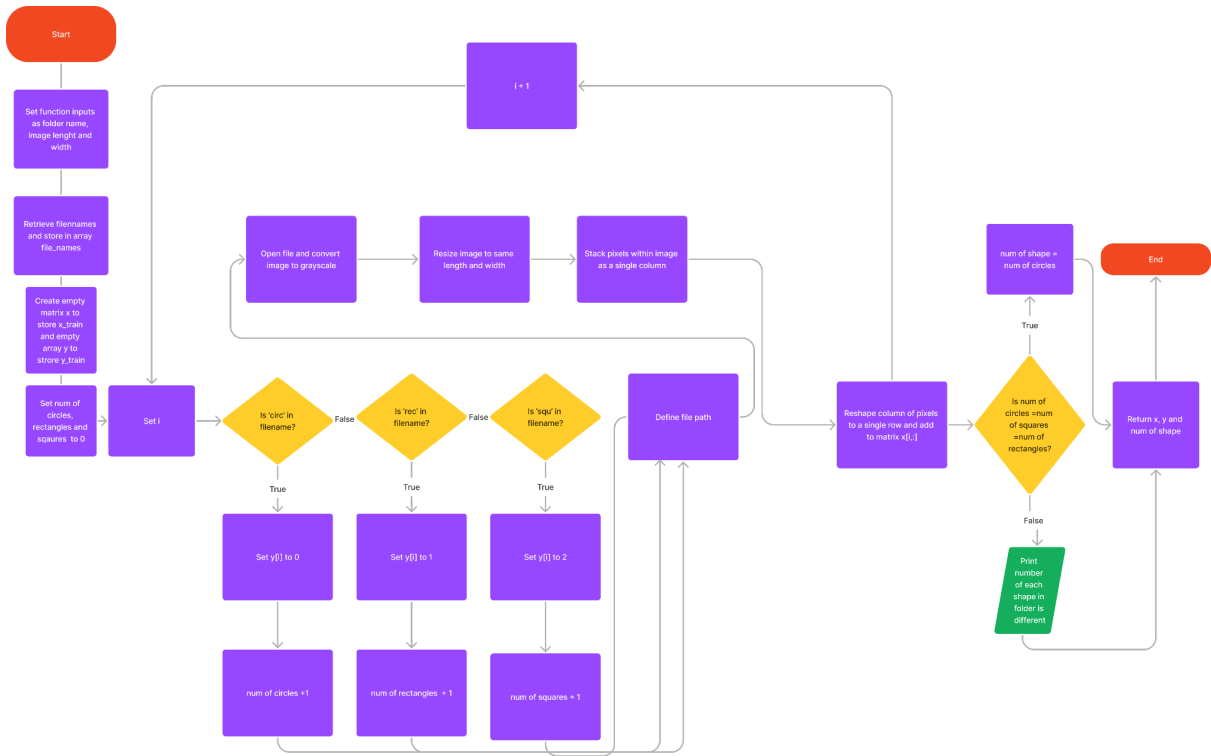 Start
Set function inputs
as folder name,
image lenght and
width
Retrieve filennames
and store in array
file_names
Create empty
matrix x to
store x_train
and empty
array y to
strore y_train
Set num of
circles,
rectangles and
sqaures to 0
Set i
i + 1
Open file and convert
image to grayscale
Resize image to same
length and width
Stack pixels within image
as a single column
Is 'circ' in
filename?
False
Is 'rec' in
filename?
False
Is 'squ' in
filename?
Define file path
True
True
True
Set y[i] to 0
Set y[i] to 1
Set y[i] to 2
num of circles +1
num of rectangles + 1
num of squares + 1
Reshape column of pixels
to a single row and add
to matrix x[i,:]
Is num of
circles =num
of squares
=num of
rectangles?
True
num of shape =
num of circles
False
Print
number
of each
shape in
folder is
different
Return x, y and
num of shape
End